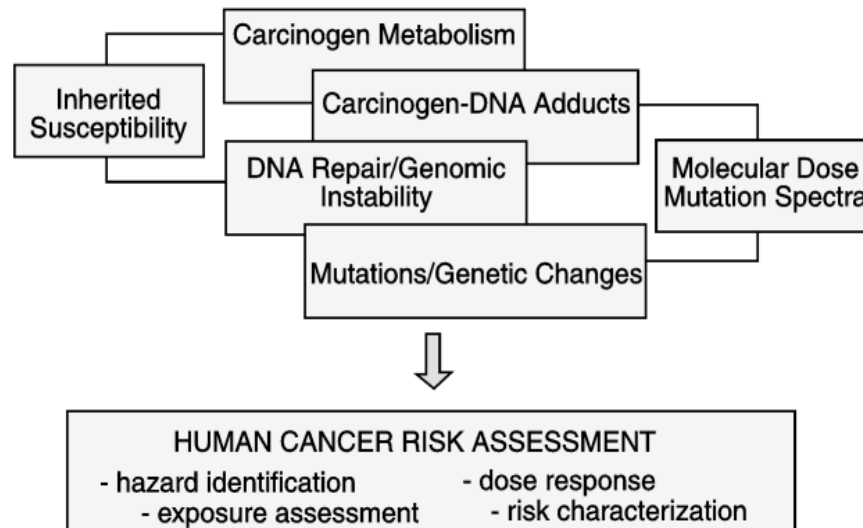 Carcinogen Metabolism
Inherited
Susceptibility
Carcinogen-DNA Adducts
DNA Repair/Genomic
Instability
Molecular Dose
Mutation Spectra
Mutations/Genetic Changes
HUMAN CANCER RISK ASSESSMENT
- hazard identification
- dose response
- exposure assessment
- risk characterization